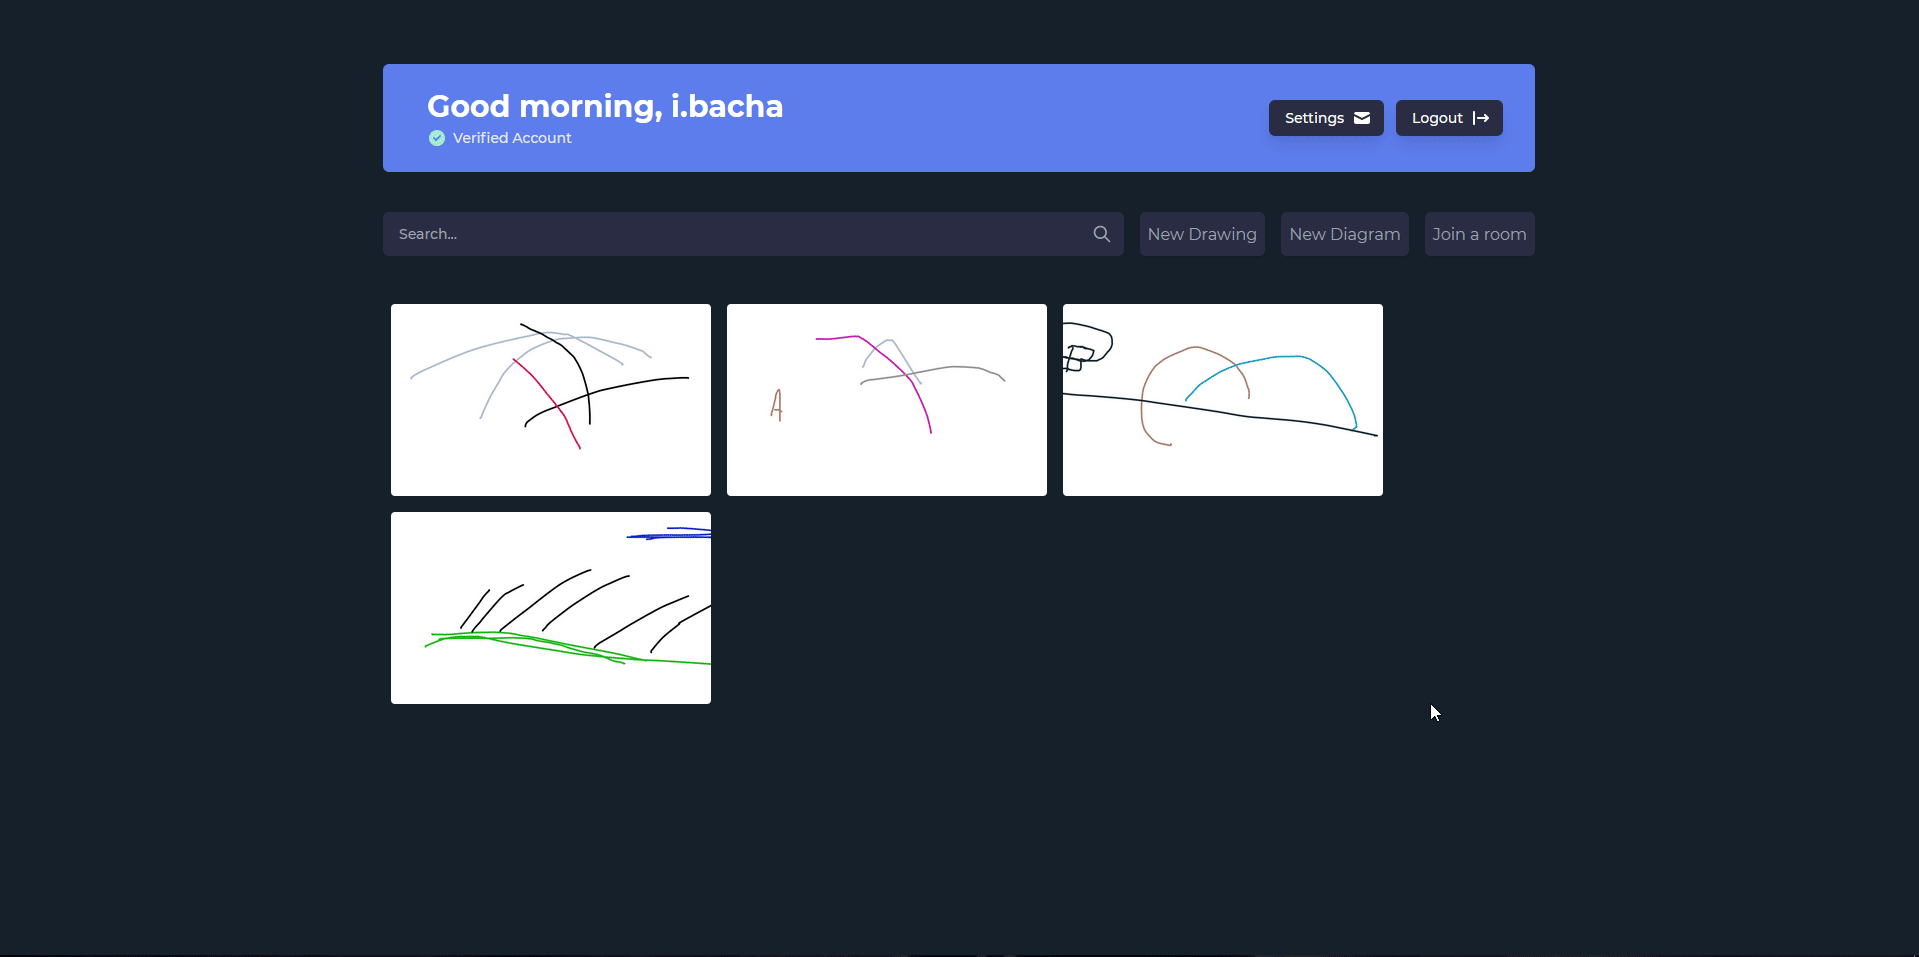 Good morning, i.bacha
Verified Account
Settings
Logout
Search...
New Drawing
New Diagram
Join a room
A